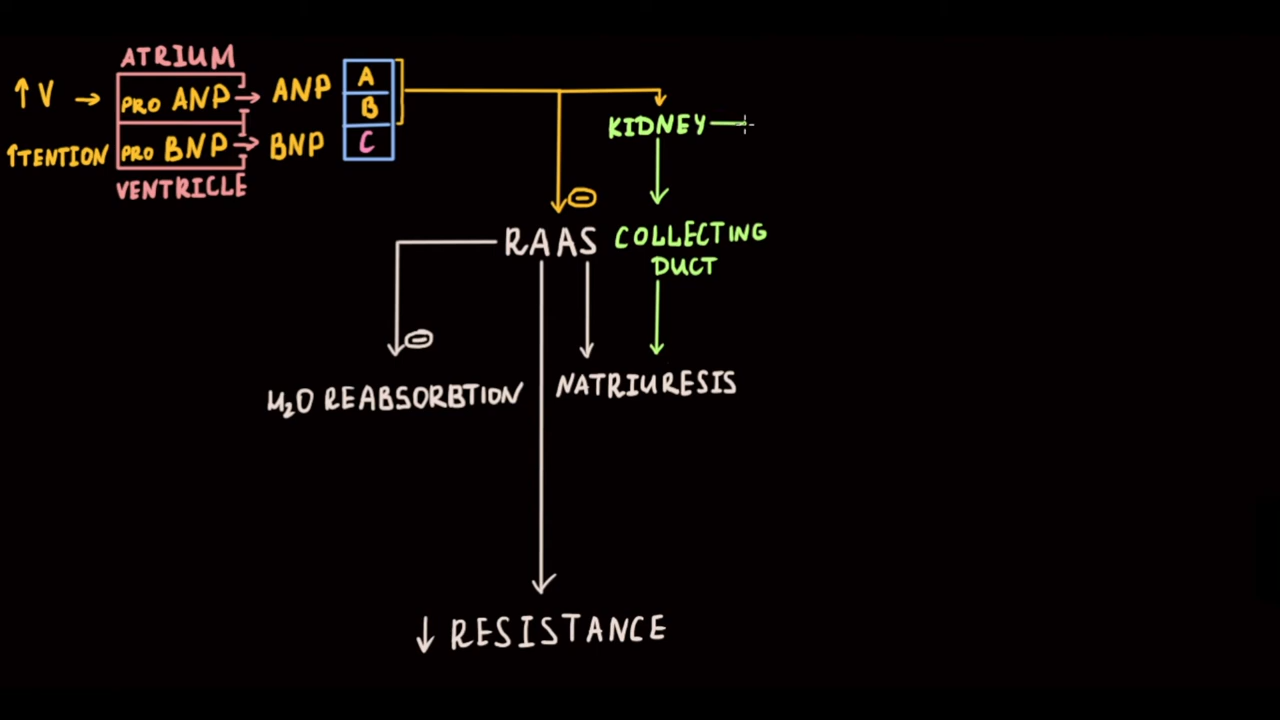 ATRIUM
↑V → PRO ANP → ANP A
B
↑TENTION PRO BNP → BNP C
VENTRICLE
KIDNEY
⊖
RAAS
COLLECTING
DUCT
⊖
H₂O REABSORBTION
NATRIURESIS
↓ RESISTANCE